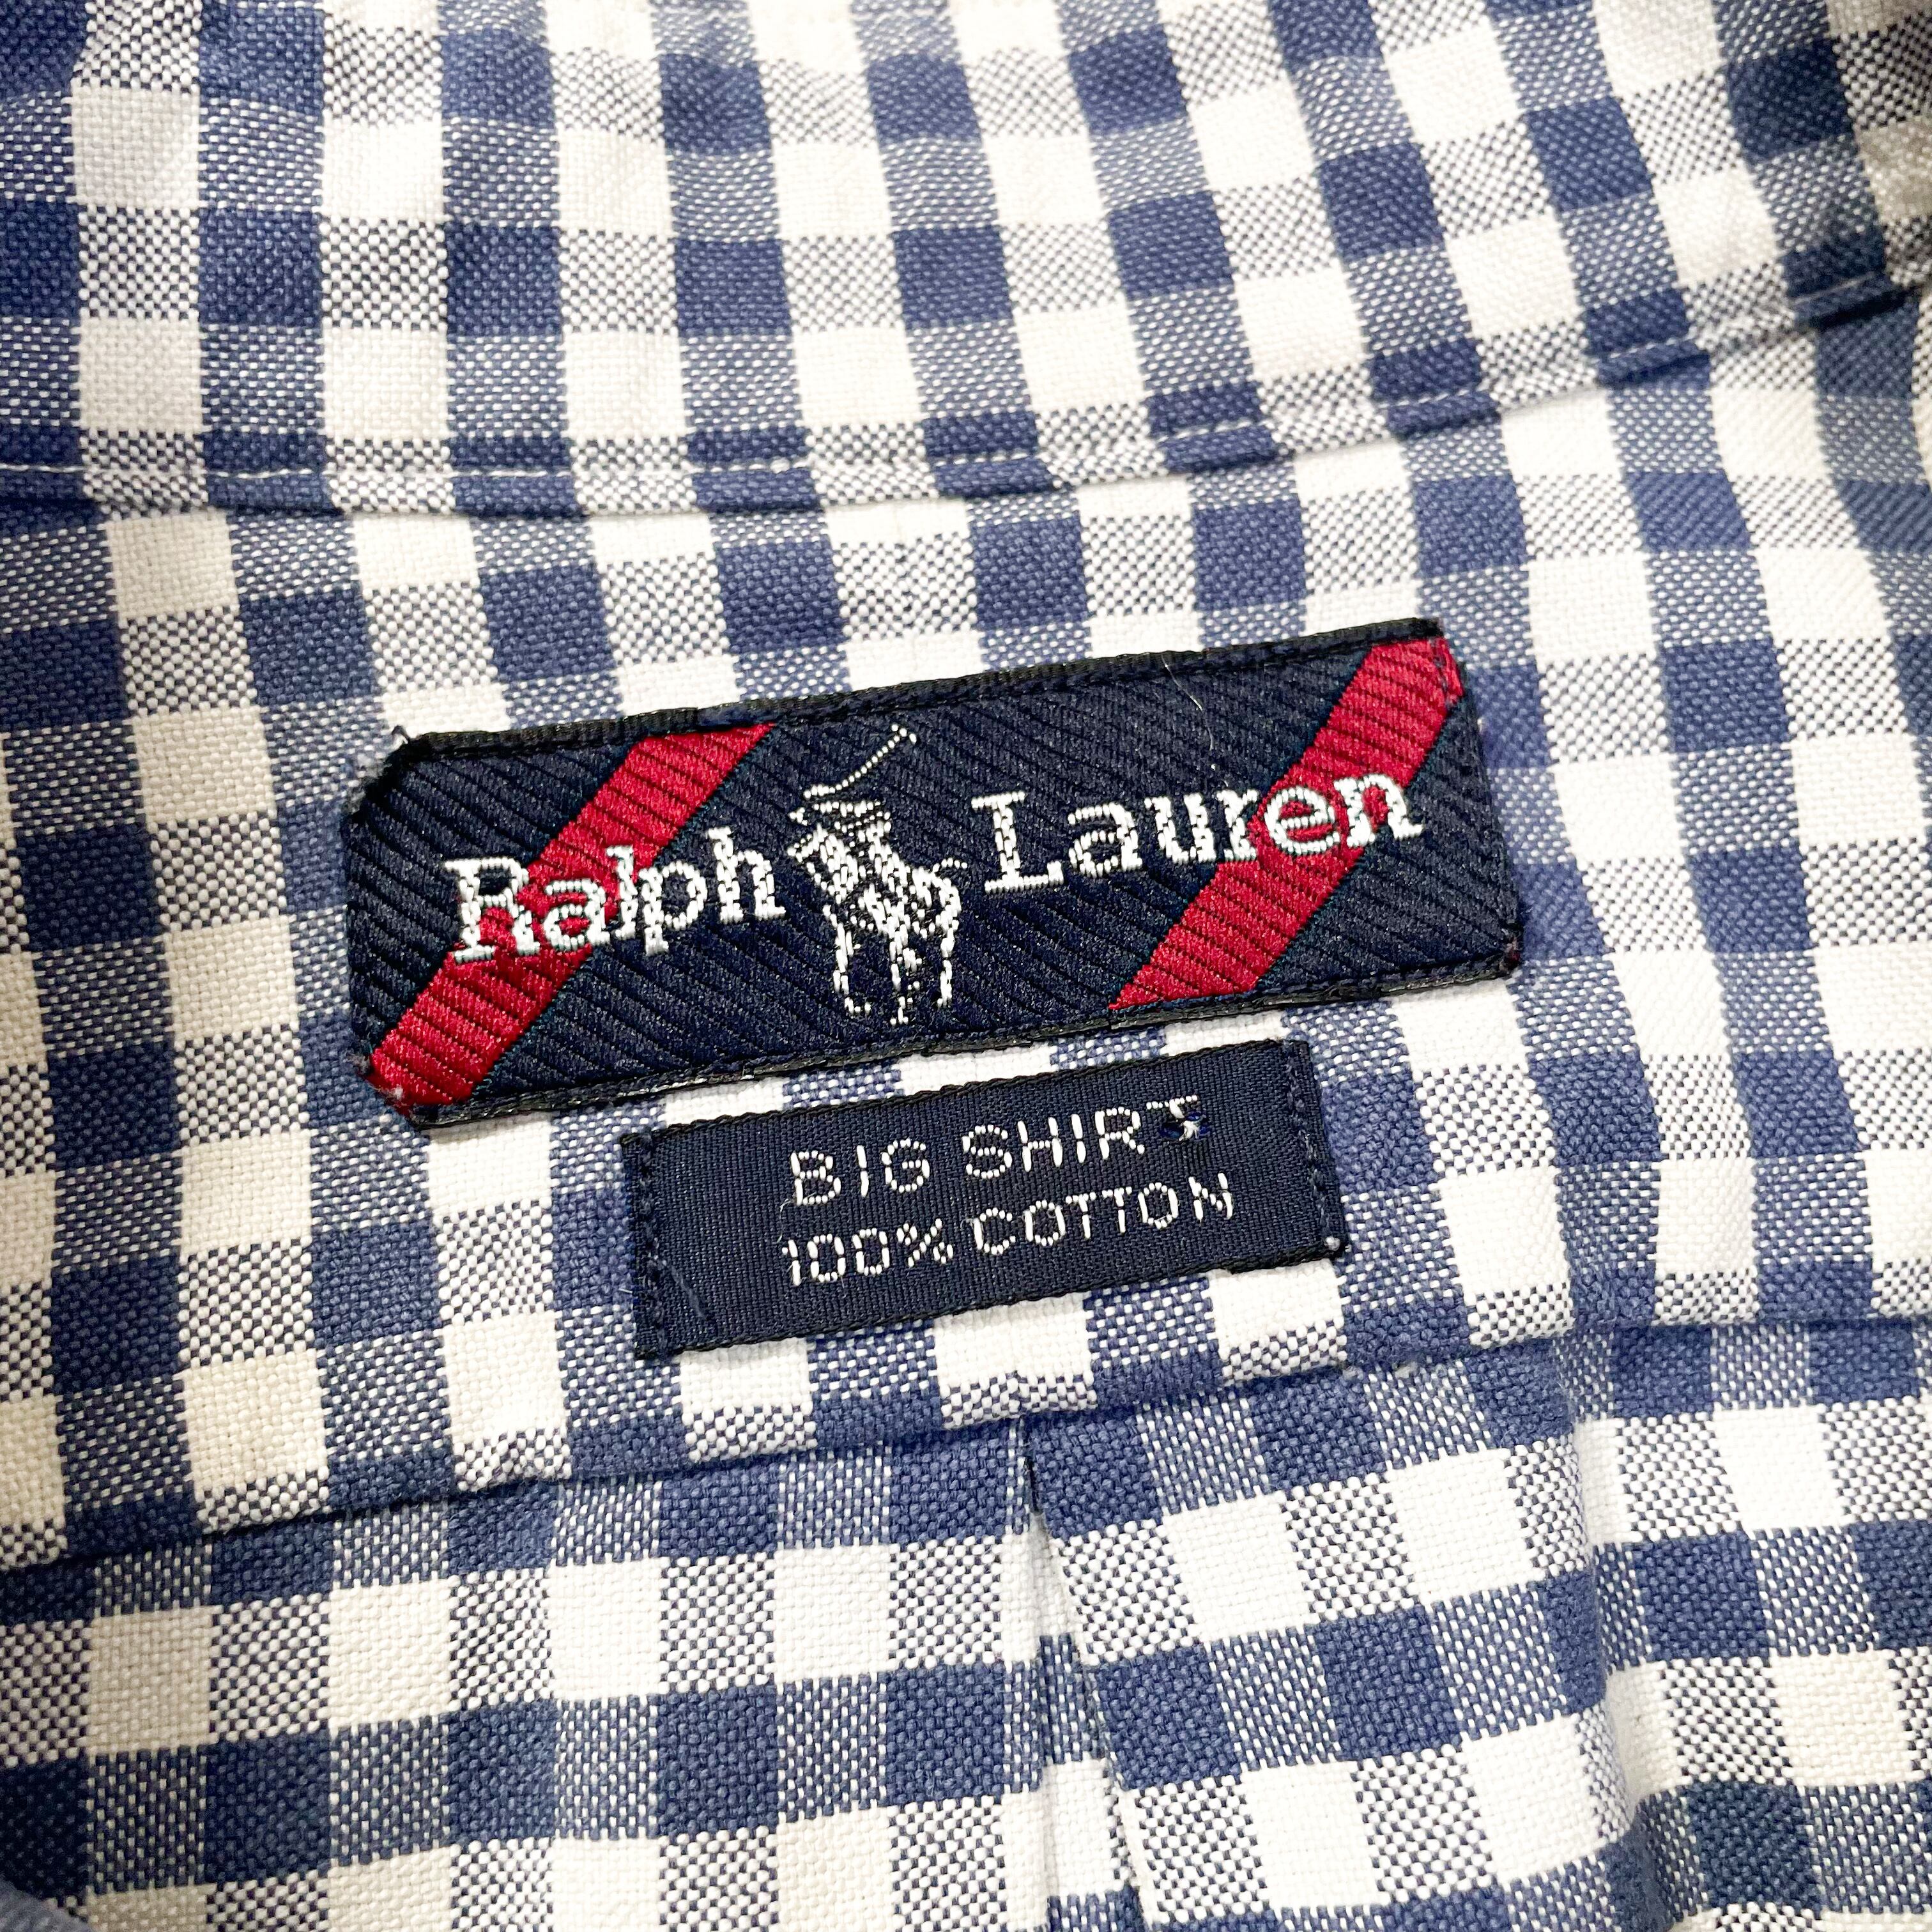 Ralph Lauren
BIG SHIRT
100% COTTON